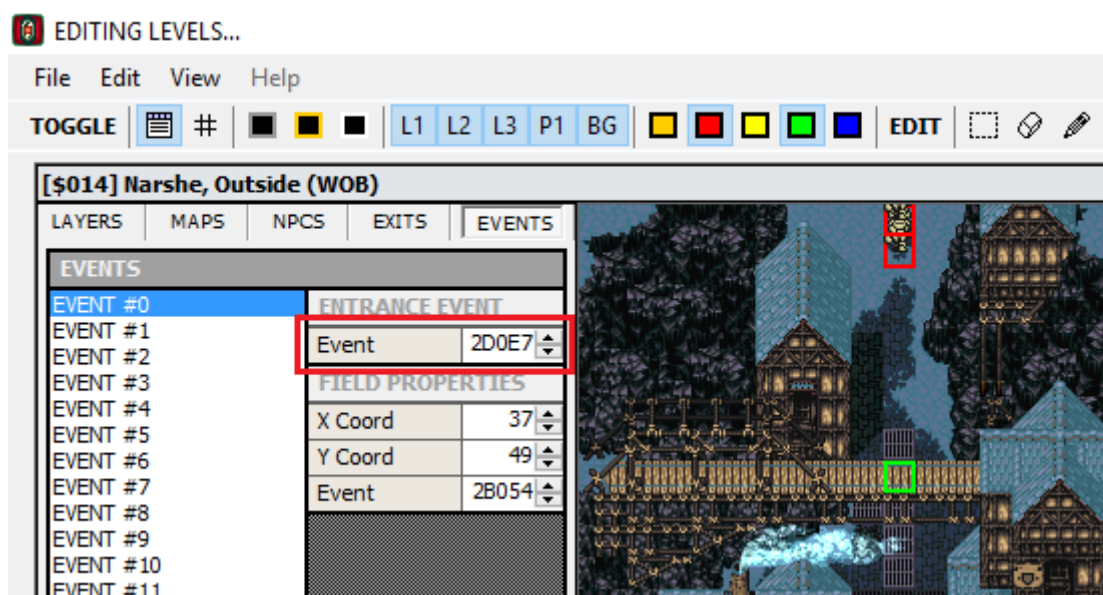 EDITING LEVELS...
File Edit View Help
TOGGLE # L1 L2 L3 P1 BG EDIT
[$014] Narshe, Outside (WOB)
LAYERS MAPS NPCS EXITS EVENTS
EVENTS
EVENT #0 ENTRANCE EVENT
EVENT #1 Event 2D0E7
EVENT #2
EVENT #3 FIELD PROPERTIES
EVENT #4 X Coord 37
EVENT #5
EVENT #6 Y Coord 49
EVENT #7 Event 2B054
EVENT #8
EVENT #9
EVENT #10
EVENT #11